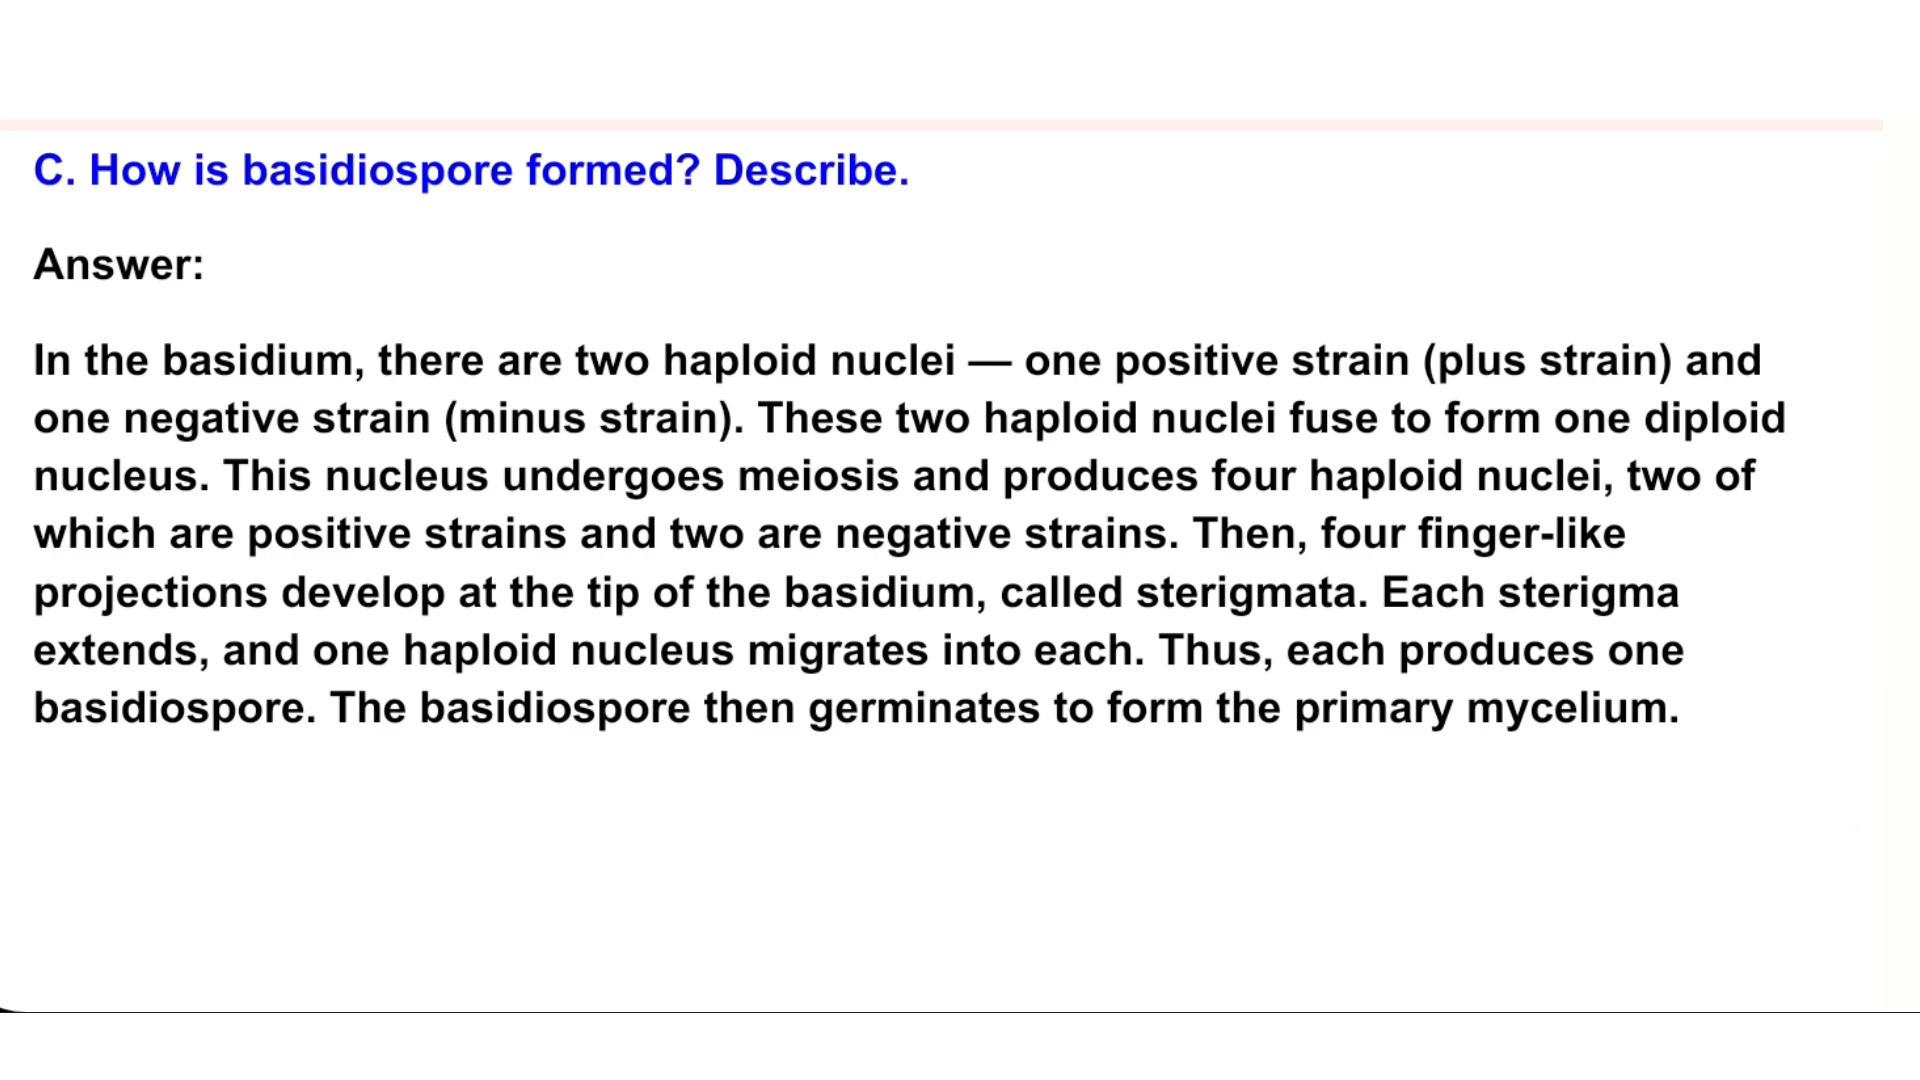 C. How is basidiospore formed? Describe.
Answer:
In the basidium, there are two haploid nuclei — one positive strain (plus strain) and
one negative strain (minus strain). These two haploid nuclei fuse to form one diploid
nucleus. This nucleus undergoes meiosis and produces four haploid nuclei, two of
which are positive strains and two are negative strains. Then, four finger-like
projections develop at the tip of the basidium, called sterigmata. Each sterigma
extends, and one haploid nucleus migrates into each. Thus, each produces one
basidiospore. The basidiospore then germinates to form the primary mycelium.